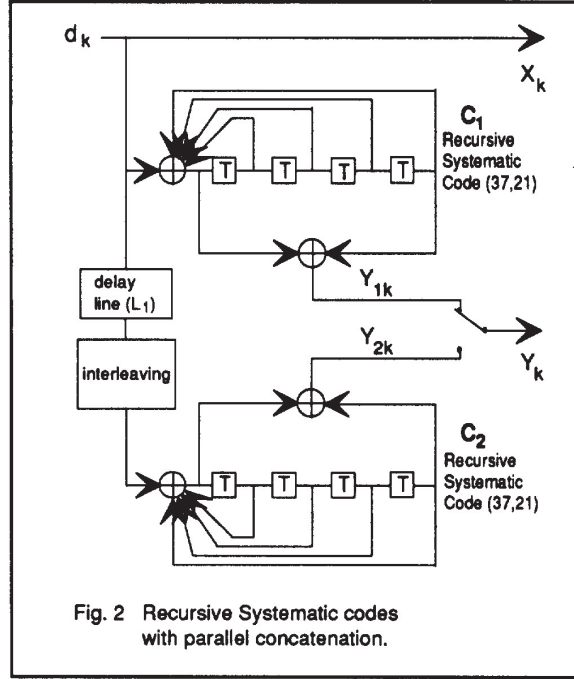 d k
X k
C 1
Recursive
Systematic
Code (37,21)
T T T T
Y 1k
delay
line (L 1)
interleaving
Y 2k
Y k
C 2
Recursive
Systematic
Code (37,21)
T T T T
Fig. 2 Recursive Systematic codes
with parallel concatenation.